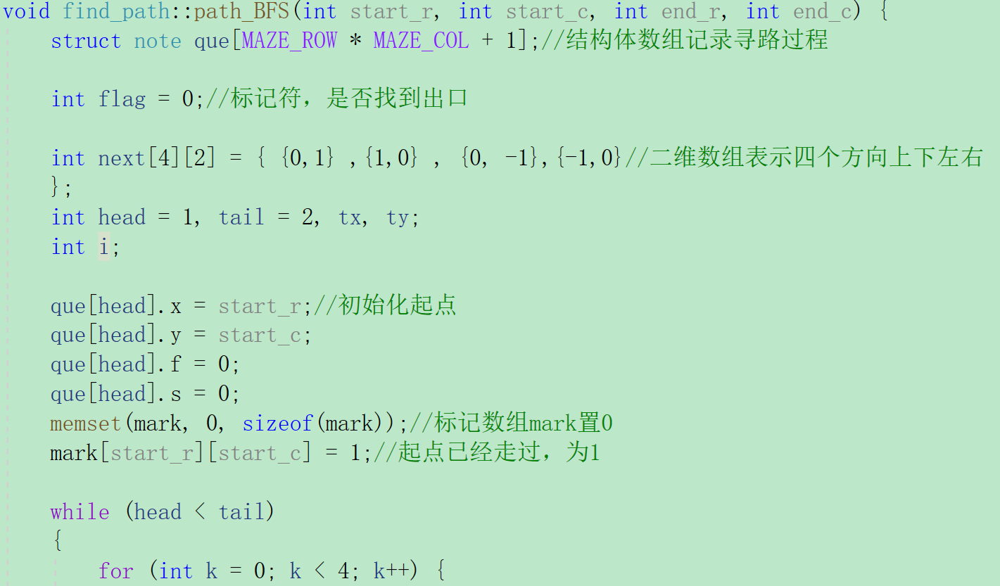 void find_path::path_BFS(int start_r, int start_c, int end_r, int end_c) {
struct note que[MAZE_ROW * MAZE_COL + 1];//结构体数组记录寻路过程
int flag = 0;//标记符，是否找到出口
int next[4][2] = { {0,1} ,{1,0} , {0, -1},{-1,0}//二维数组表示四个方向上下左右
};
int head = 1, tail = 2, tx, ty;
int i;
que[head].x = start_r;//初始化起点
que[head].y = start_c;
que[head].f = 0;
que[head].s = 0;
memset(mark, 0, sizeof(mark));//标记数组mark置0
mark[start_r][start_c] = 1;//起点已经走过，为1
while (head < tail)
{
for (int k = 0; k < 4; k++) {